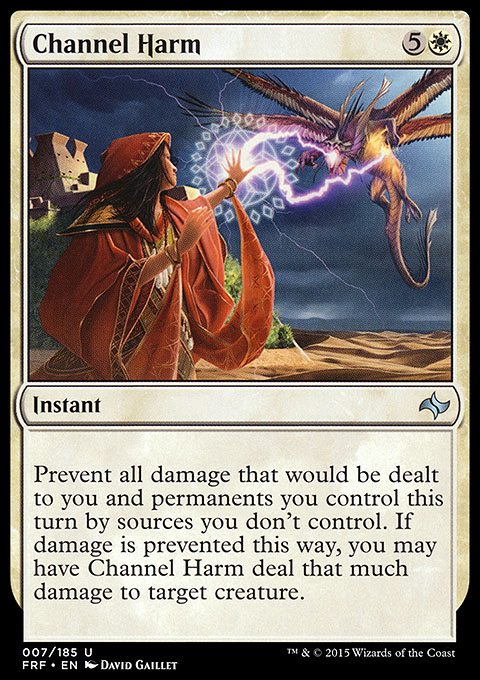 Channel Harm 5
Instant
Prevent all damage that would be dealt
to you and permanents you control this
turn by sources you don't control. If
damage is prevented this way, you may
have Channel Harm deal that much
damage to target creature.
007/185 U
FRF • EN DAVID GAILLET
™ & © 2015 Wizards of the Coast